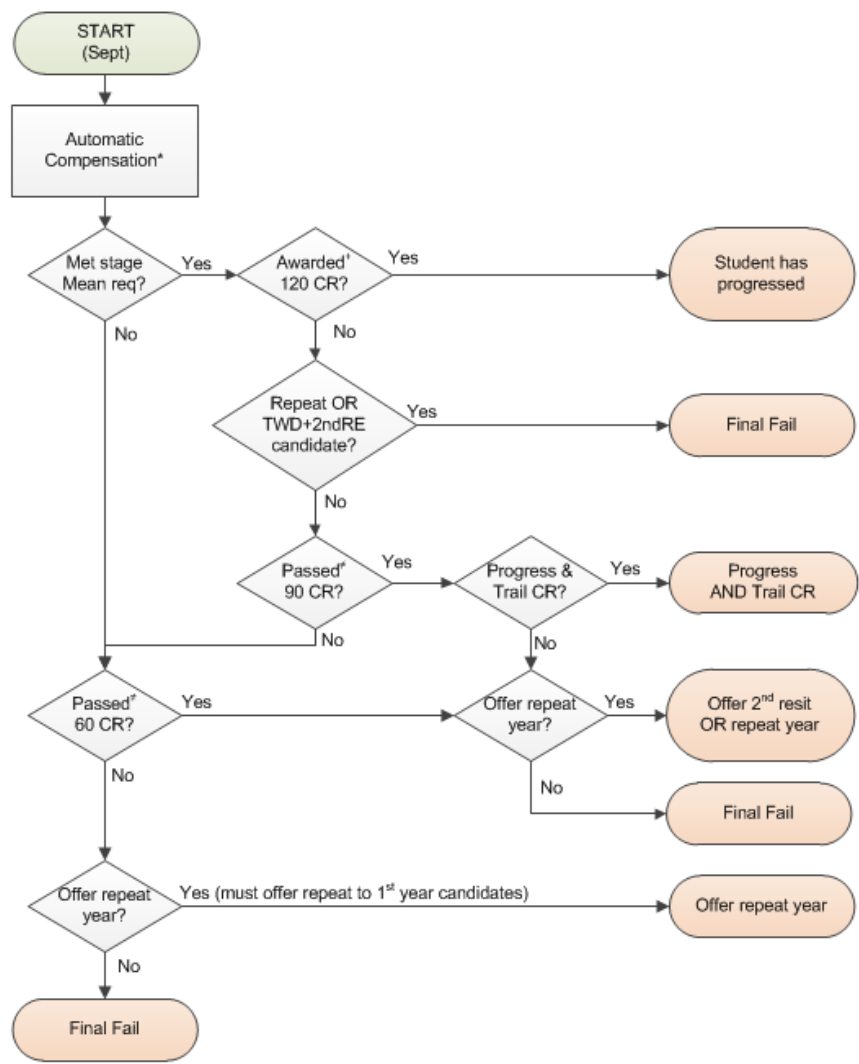 START
(Sept)
Automatic
Compensation*
Met stage
Mean req?
Yes
Awarded⁺
120 CR?
Yes
Student has
progressed
No
No
Repeat OR
TWD+2ndRE
candidate?
Yes
Final Fail
No
Passed≠
90 CR?
Yes
Progress &
Trail CR?
Yes
Progress
AND Trail CR
No
No
Passed≠
60 CR?
Yes
Offer repeat
year?
Yes
Offer 2nd resit
OR repeat year
No
No
Final Fail
Offer repeat
year?
Yes (must offer repeat to 1st year candidates)
Offer repeat year
No
Final Fail